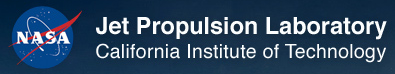 NASA
Jet Propulsion Laboratory
California Institute of Technology